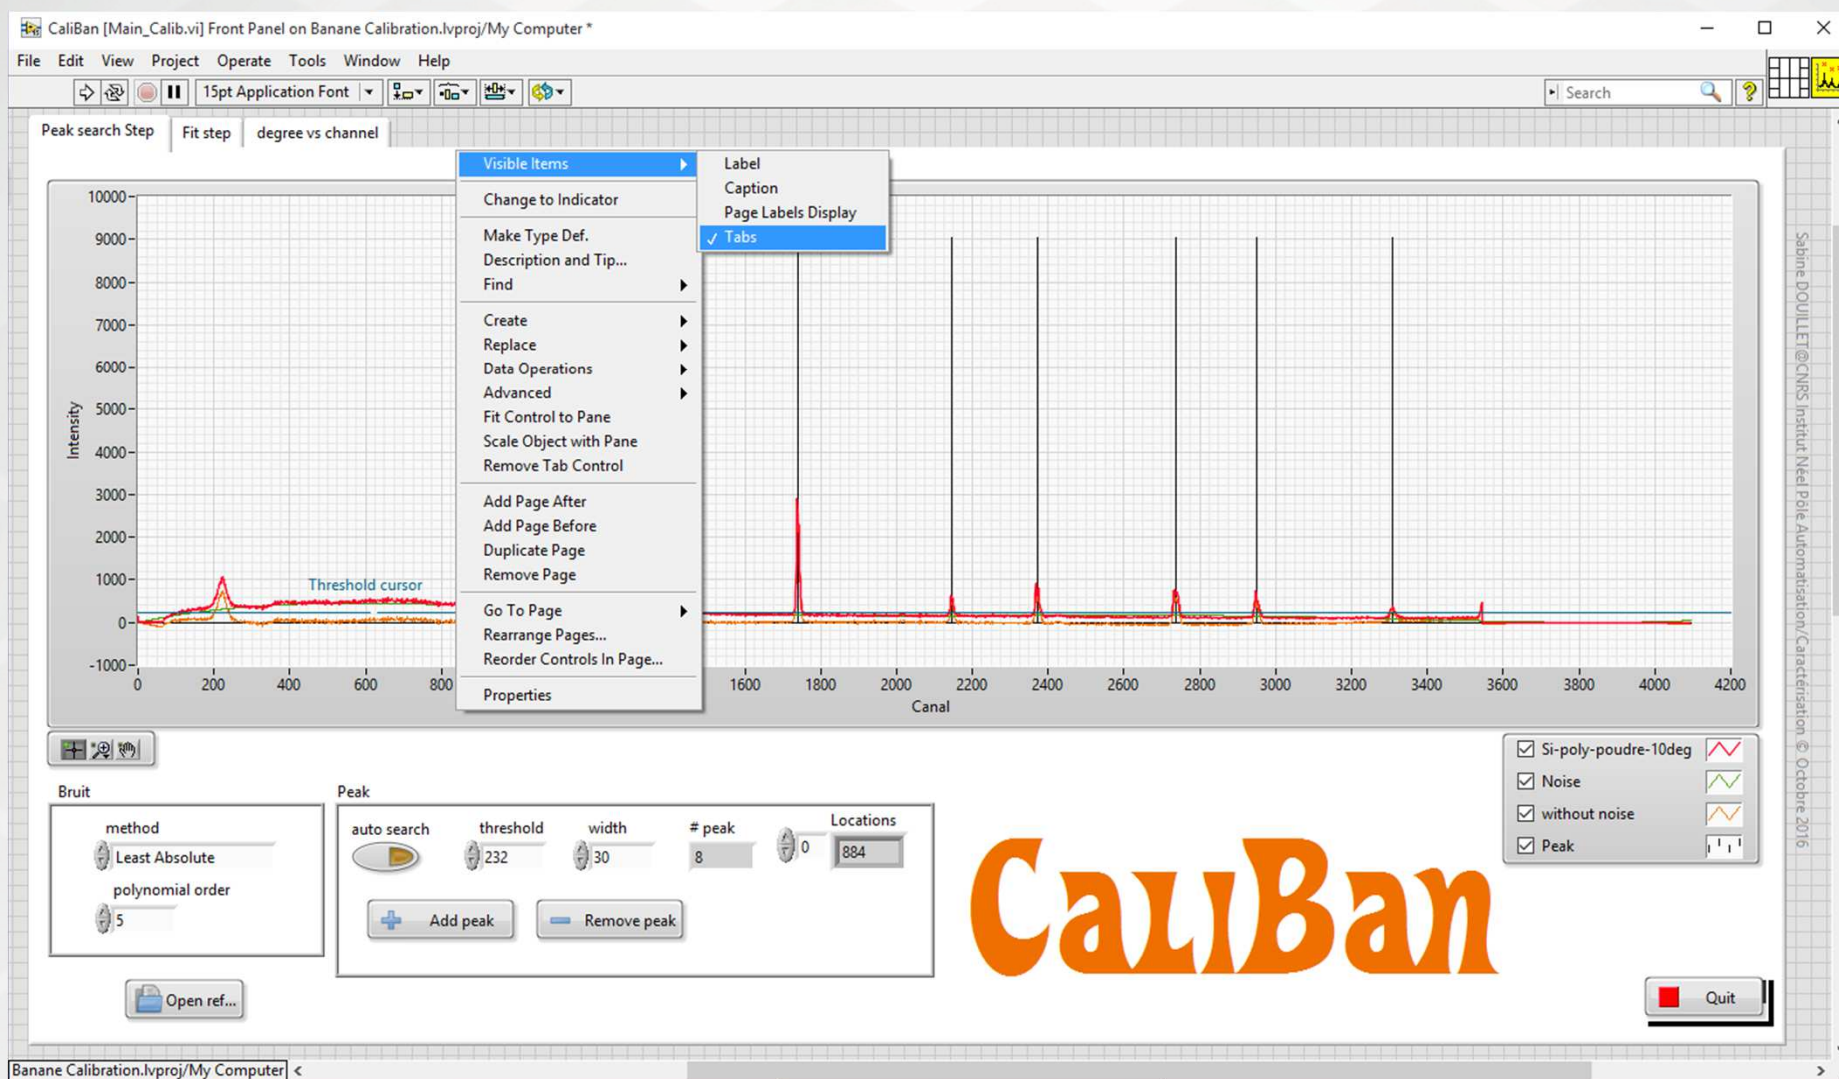 CaliBan [Main_Calib.vi] Front Panel on Banane Calibration.lvproj/My Computer *
File Edit View Project Operate Tools Window Help
15pt Application Font
Search
Peak search Step
Fit step
degree vs channel
Visible Items
Change to Indicator
Make Type Def.
Description and Tip...
Find
Create
Replace
Data Operations
Advanced
Fit Control to Pane
Scale Object with Pane
Remove Tab Control
Add Page After
Add Page Before
Duplicate Page
Remove Page
Go To Page
Rearrange Pages...
Reorder Controls In Page...
Properties
Label
Caption
Page Labels Display
Tabs
Intensity
10000
9000
8000
7000
6000
5000
4000
3000
2000
1000
0
-1000
Threshold cursor
0 200 400 600 800 1600 1800 2000 2200 2400 2600 2800 3000 3200 3400 3600 3800 4000 4200
Canal
Sabine DOUILLET@CNRS Institut Néel Pôle Automatisation/Caractérisation © Octobre 2016
Si-poly-poudre-10deg
Noise
without noise
Peak
Bruit
method
Least Absolute
polynomial order
5
Peak
auto search
threshold
232
width
30
# peak
8
0
Locations
884
Add peak
Remove peak
CaliBan
Open ref...
Quit
Banane Calibration.lvproj/My Computer